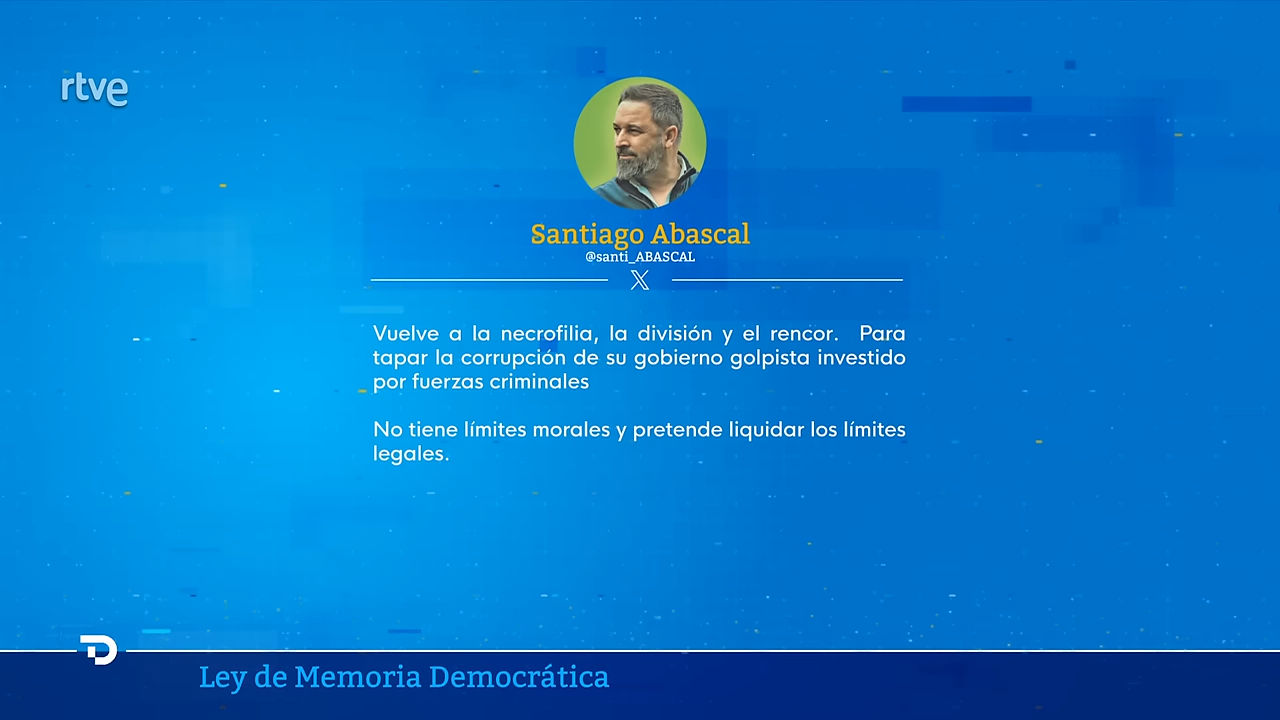 rtve
Santiago Abascal
@santi_ABASCAL
X
Vuelve a la necrofilia, la división y el rencor. Para
tapar la corrupción de su gobierno golpista investido
por fuerzas criminales
No tiene límites morales y pretende liquidar los límites
legales.
Ley de Memoria Democrática